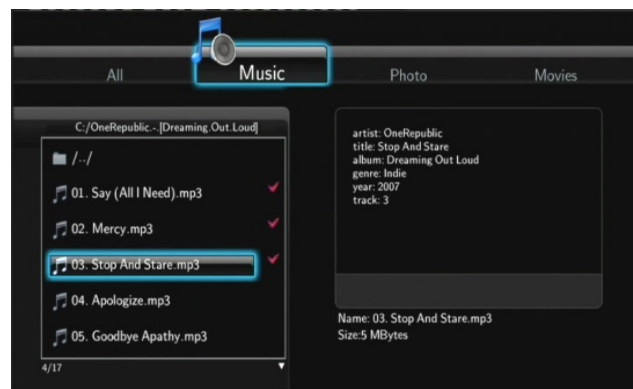 All
Music
Photo
Movies
C:/OneRepublic.-.[Dreaming.Out.Loud]
/../
01. Say (All I Need).mp3
02. Mercy.mp3
03. Stop And Stare.mp3
04. Apologize.mp3
05. Goodbye Apathy.mp3
4/17
artist: OneRepublic
title: Stop And Stare
album: Dreaming Out Loud
genre: Indie
year: 2007
track: 3
Name: 03. Stop And Stare.mp3
Size:5 MBytes